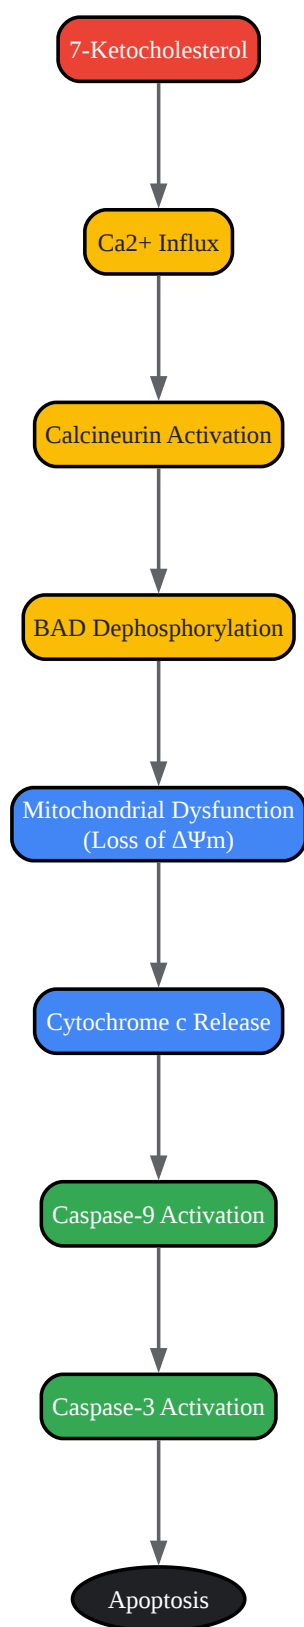 7-Ketocholesterol
Ca2+ Influx
Calcineurin Activation
BAD Dephosphorylation
Mitochondrial Dysfunction
(Loss of ΔΨm)
Cytochrome c Release
Caspase-9 Activation
Caspase-3 Activation
Apoptosis